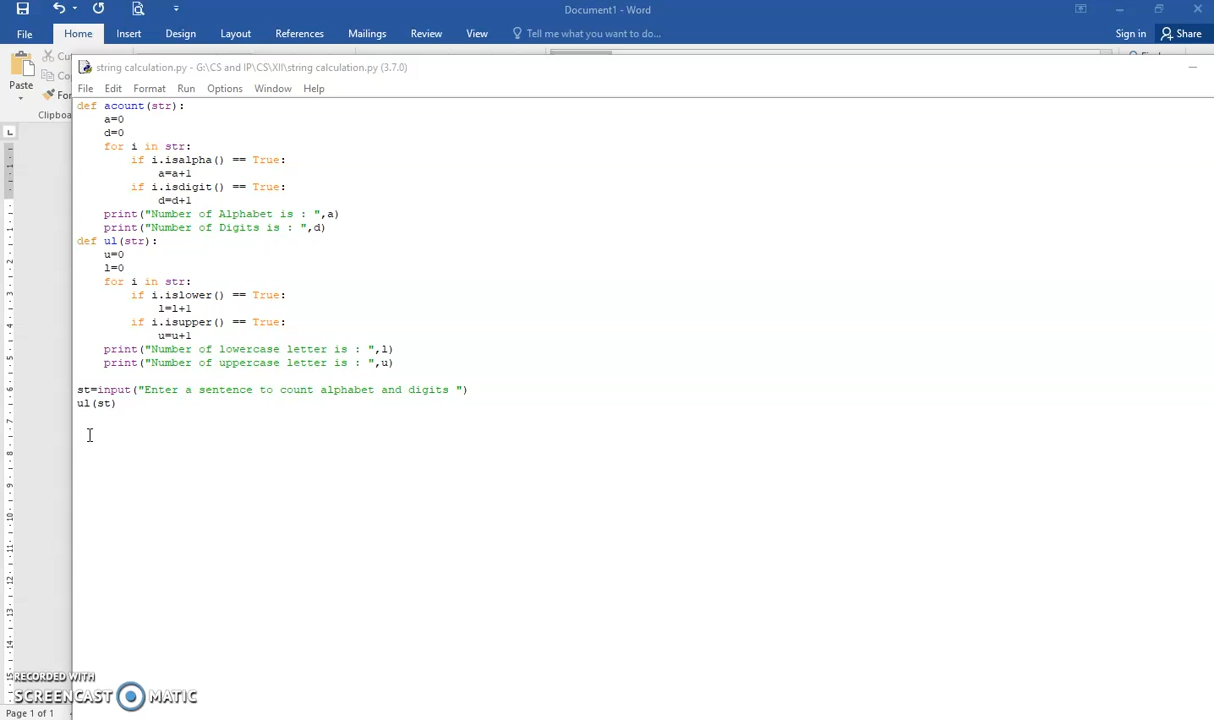 Document1 - Word
File Home Insert Design Layout References Mailings Review View Tell me what you want to do... Sign in Share
Paste
Clipboa
string calculation.py - G:\CS and IP\CS\XII\string calculation.py (3.7.0)
File Edit Format Run Options Window Help
def acount(str):
    a=0
    d=0
    for i in str:
        if i.isalpha() == True:
            a=a+1
        if i.isdigit() == True:
            d=d+1
    print("Number of Alphabet is : ",a)
    print("Number of Digits is : ",d)
def ul(str):
    u=0
    l=0
    for i in str:
        if i.islower() == True:
            l=l+1
        if i.isupper() == True:
            u=u+1
    print("Number of lowercase letter is : ",l)
    print("Number of uppercase letter is : ",u)
st=input("Enter a sentence to count alphabet and digits ")
ul(st)
RECORDED WITH
SCREENCAST MATIC
Page 1 of 1